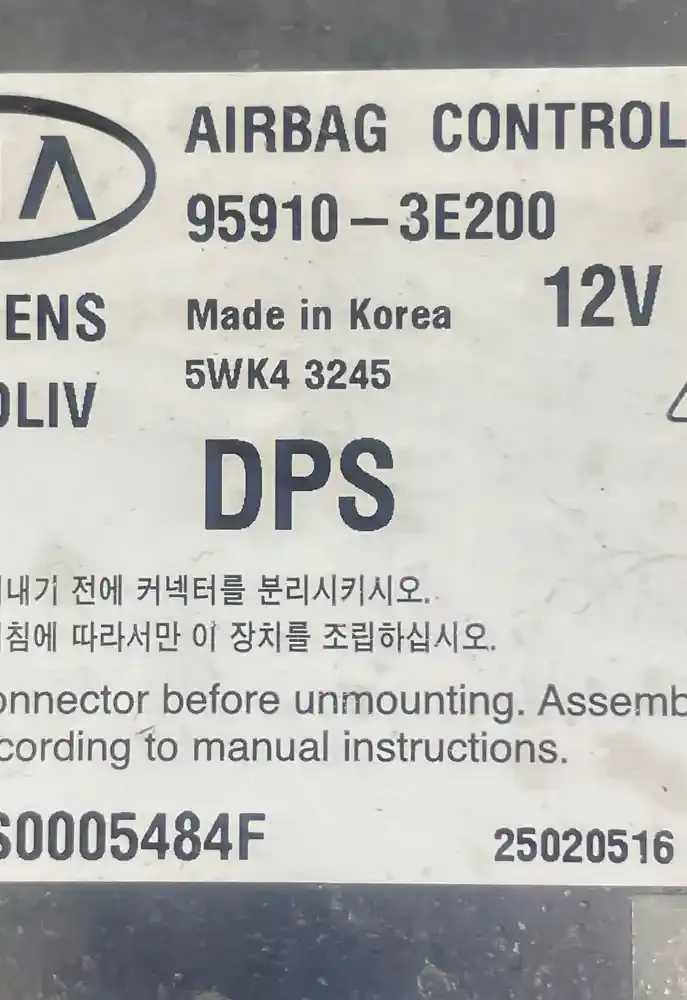 AIRBAG CONTROL
95910-3E200
12V
ENS
Made in Korea
5WK4 3245
OLIV
DPS
내기 전에 커넥터를 분리시키시오.
침에 따라서만 이 장치를 조립하십시오.
onnector before unmounting. Assemb
cording to manual instructions.
S0005484F
25020516